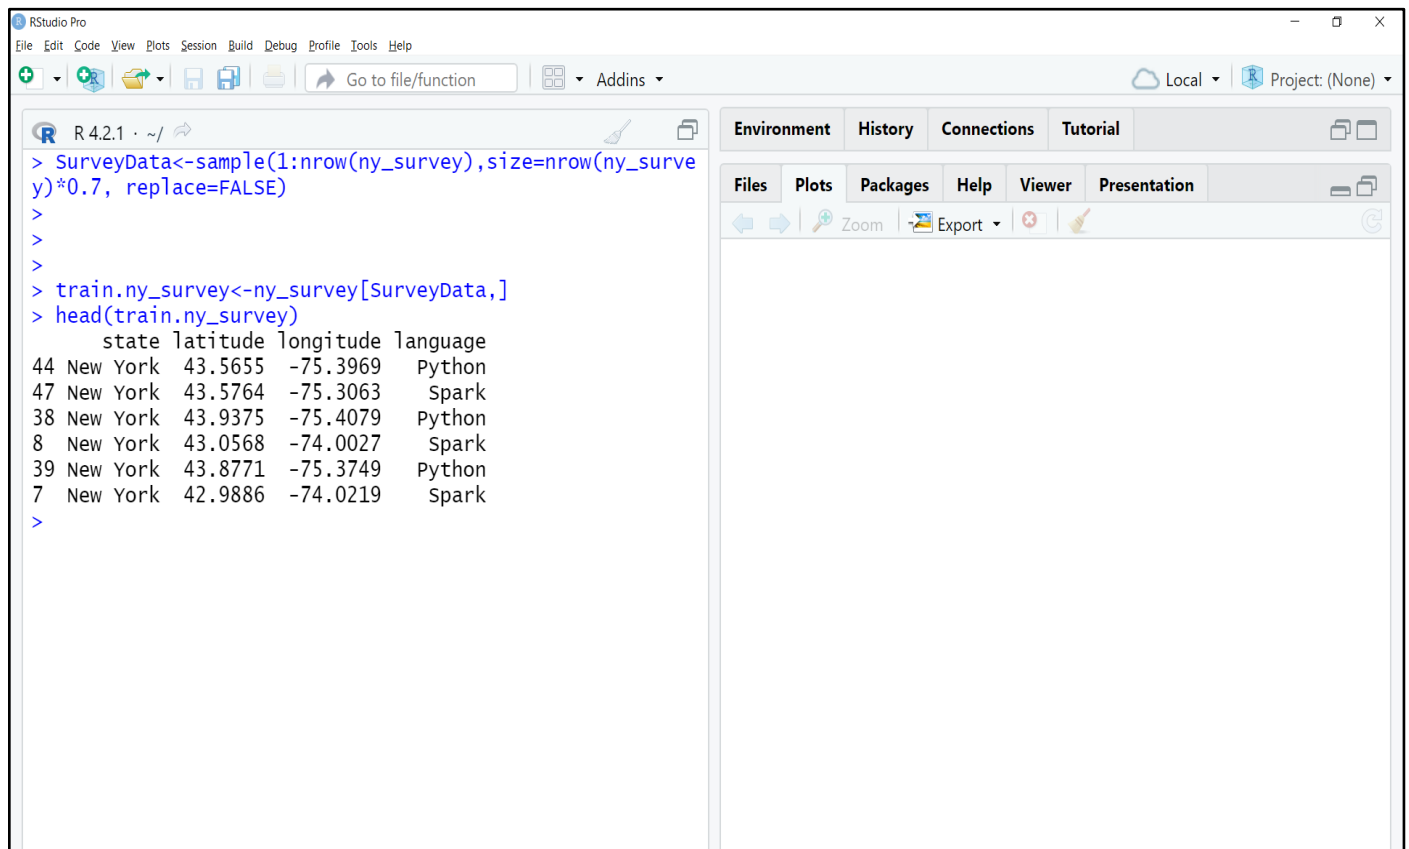 RStudio Pro
File Edit Code View Plots Session Build Debug Profile Tools Help
Go to file/function Addins Local Project: (None)
R 4.2.1 · ~/
> SurveyData<-sample(1:nrow(ny_survey),size=nrow(ny_surve
y)*0.7, replace=FALSE)
>
>
>
> train.ny_survey<-ny_survey[SurveyData,]
> head(train.ny_survey)
state latitude longitude language
44 New York 43.5655 -75.3969 Python
47 New York 43.5764 -75.3063 Spark
38 New York 43.9375 -75.4079 Python
8 New York 43.0568 -74.0027 Spark
39 New York 43.8771 -75.3749 Python
7 New York 42.9886 -74.0219 Spark
>
Environment History Connections Tutorial
Files Plots Packages Help Viewer Presentation
Zoom Export